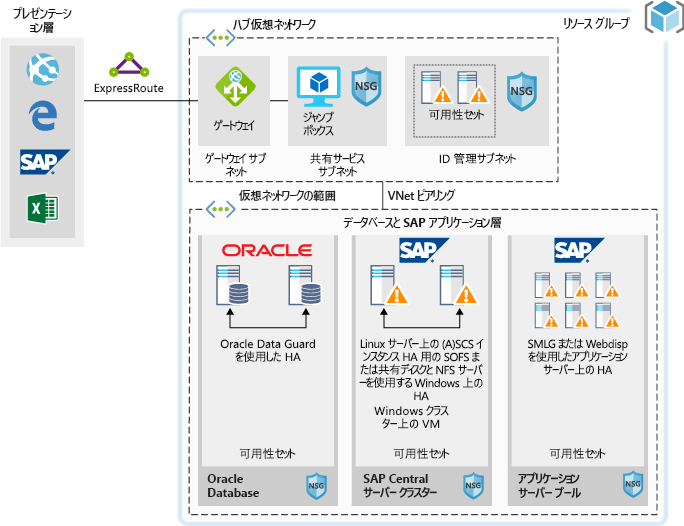 プレゼンテーシ
ョン層
SAP
ExpressRoute
リソース グループ
ハブ仮想ネットワーク
ゲートウェイ
ゲートウェイ サブ
ネット
ジャンプ
ボックス
NSG
共有サービス
サブネット
可用性セット
NSG
ID 管理サブネット
仮想ネットワークの範囲
VNet ピアリング
データベースと SAP アプリケーション層
ORACLE
Oracle Data Guard
を使用した HA
可用性セット
Oracle
Database
NSG
SAP
Linux サーバー上の (A)SCS イ
ンスタンス HA 用の SOFS ま
たは共有ディスクと NFS サーバ
ーを使用する Windows 上の
HA
Windows クラス
ター上の VM
可用性セット
SAP Central
サーバー クラスター
NSG
SAP
SMLG または Webdisp
を使用したアプリケーション
サーバー上の HA
可用性セット
アプリケーション
サーバー プール
NSG